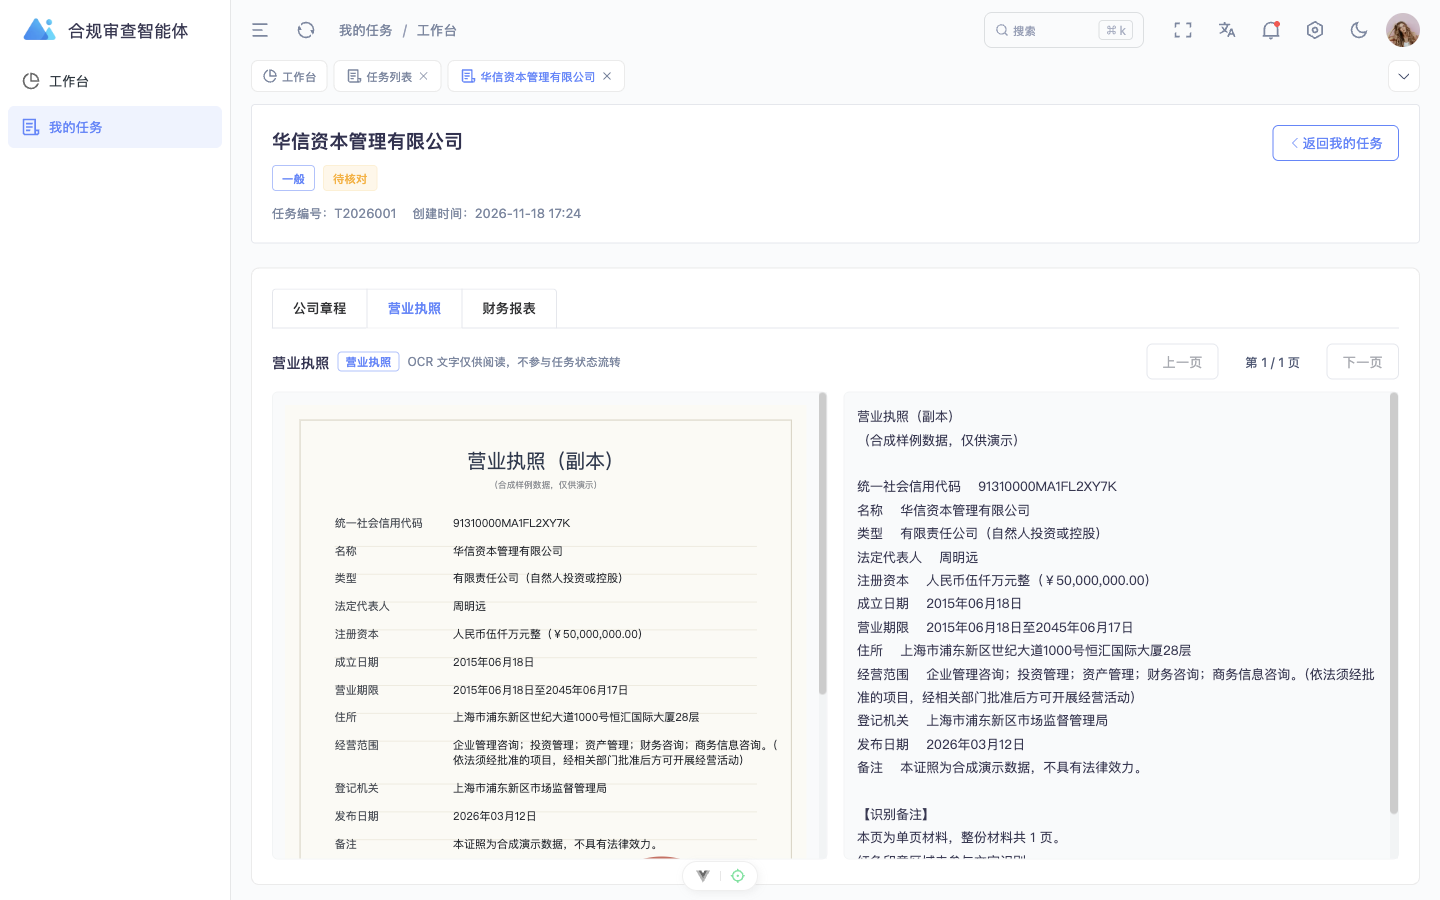 合规审查智能体
工作台
我的任务
我的任务 / 工作台
搜索 ⌘ k
工作台
任务列表
华信资本管理有限公司
华信资本管理有限公司
返回我的任务
一般 待核对
任务编号：T2026001 创建时间：2026-11-18 17:24
公司章程 营业执照 财务报表
营业执照 营业执照 OCR 文字仅供阅读，不参与任务状态流转
上一页 第 1 / 1 页 下一页
营业执照（副本）
（合成样例数据，仅供演示）
统一社会信用代码 91310000MA1FL2XY7K
名称 华信资本管理有限公司
类型 有限责任公司（自然人投资或控股）
法定代表人 周明远
注册资本 人民币伍仟万元整（￥50,000,000.00）
成立日期 2015年06月18日
营业期限 2015年06月18日至2045年06月17日
住所 上海市浦东新区世纪大道1000号恒汇国际大厦28层
经营范围 企业管理咨询；投资管理；资产管理；财务咨询；商务信息咨询。（
依法须经批准的项目，经相关部门批准后方可开展经营活动）
登记机关 上海市浦东新区市场监督管理局
发布日期 2026年03月12日
备注 本证照为合成演示数据，不具有法律效力。
营业执照（副本）
（合成样例数据，仅供演示）
统一社会信用代码 91310000MA1FL2XY7K
名称 华信资本管理有限公司
类型 有限责任公司（自然人投资或控股）
法定代表人 周明远
注册资本 人民币伍仟万元整（￥50,000,000.00）
成立日期 2015年06月18日
营业期限 2015年06月18日至2045年06月17日
住所 上海市浦东新区世纪大道1000号恒汇国际大厦28层
经营范围 企业管理咨询；投资管理；资产管理；财务咨询；商务信息咨询。（依法须经批
准的项目，经相关部门批准后方可开展经营活动）
登记机关 上海市浦东新区市场监督管理局
发布日期 2026年03月12日
备注 本证照为合成演示数据，不具有法律效力。
【识别备注】
本页为单页材料，整份材料共 1 页。